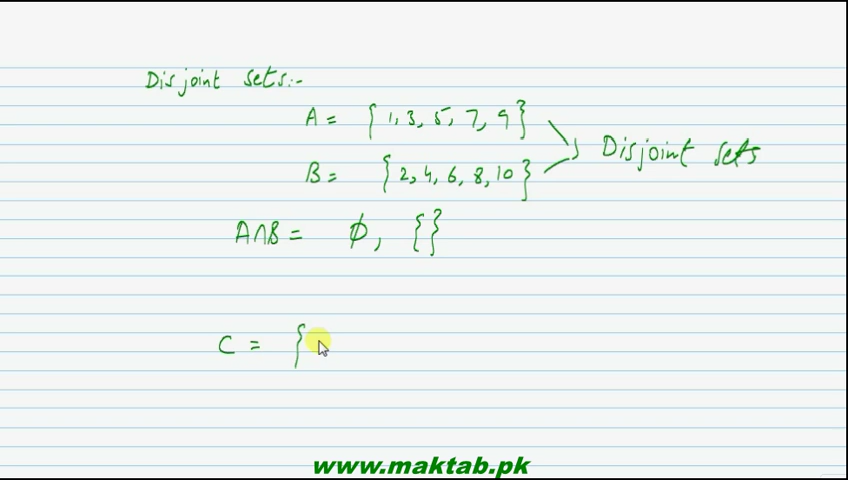 Disjoint sets:-
A = { 1, 3, 5, 7, 9 }
B = { 2, 4, 6, 8, 10 }
Disjoint sets
A∩B = ϕ, { }
C = {
www.maktab.pk